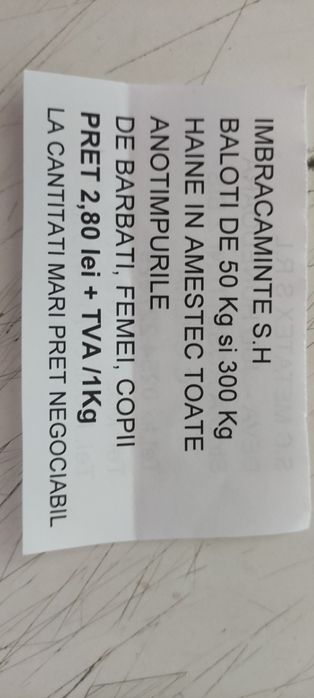 IMBRACAMINTE S.H
BALOTI DE 50 Kg si 300 Kg
HAINE IN AMESTEC TOATE
ANOTIMPURILE
DE BARBATI, FEMEI, COPII
PRET 2,80 lei + TVA /1Kg
LA CANTITATI MARI PRET NEGOCIABIL